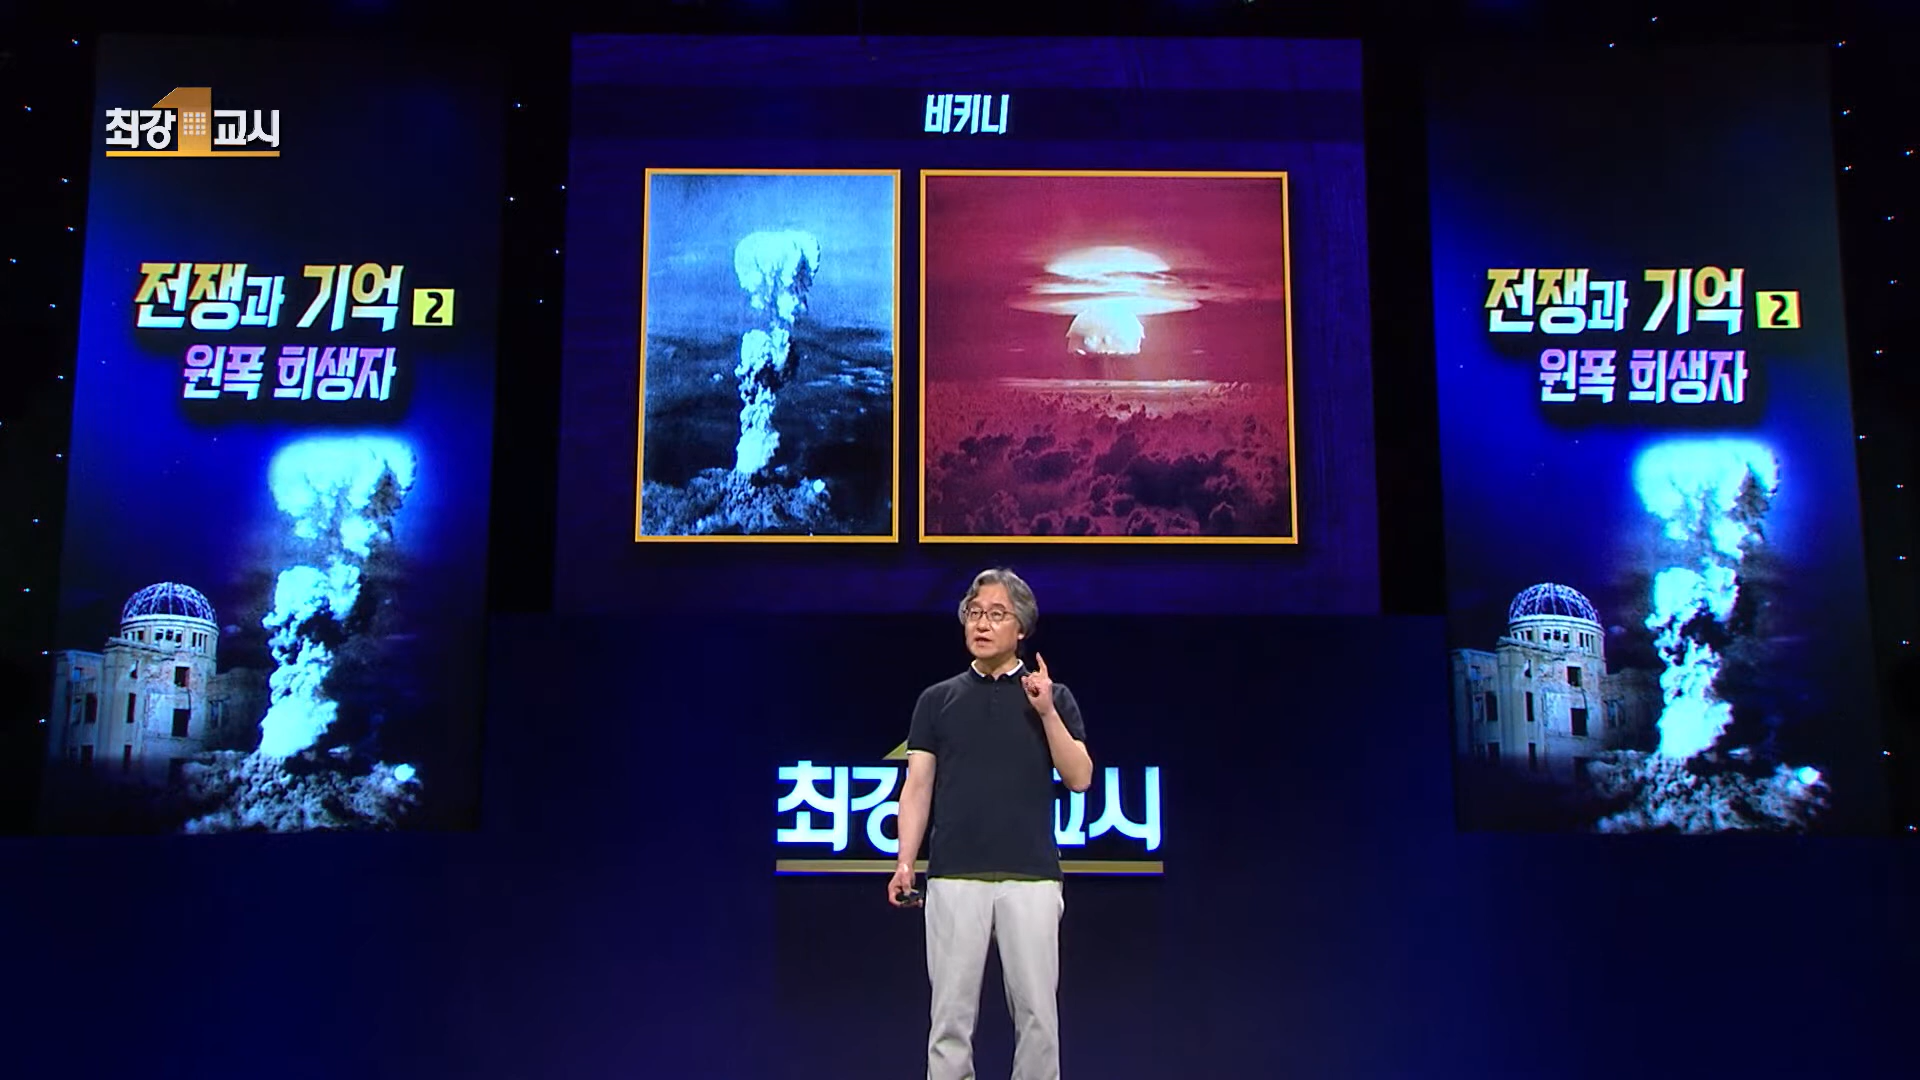 최강1교시
비키니
전쟁과 기억 2
원폭 희생자
전쟁과 기억 2
원폭 희생자
최강 교시